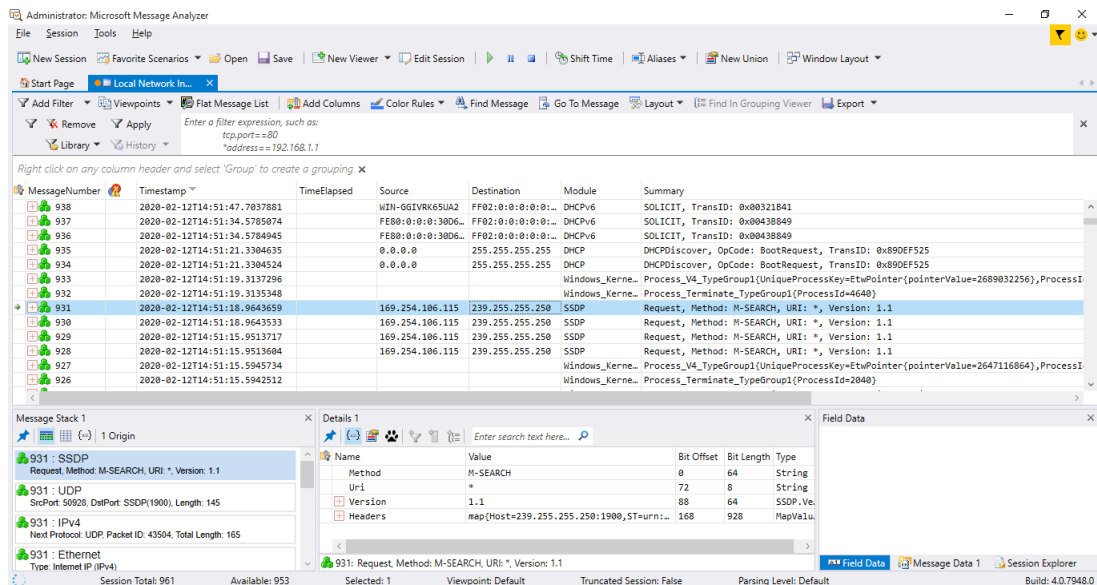 Administrator: Microsoft Message Analyzer
File Session Tools Help
New Session Favorite Scenarios Open Save New Viewer Edit Session Shift Time Aliases New Union Window Layout
Start Page Local Network In... ×
Add Filter Viewpoints Flat Message List Add Columns Color Rules Find Message Go To Message Layout Find In Grouping Viewer Export
Remove Apply Enter a filter expression, such as:
tcp.port==80
Library History *address==192.168.1.1
Right click on any column header and select 'Group' to create a grouping.
MessageNumber Timestamp TimeElapsed Source Destination Module Summary
938 2020-02-12T14:51:47.7037881 WIN-GGIVRK65UA2 FF02:0:0:0:0:0:... DHCPv6 SOLICIT, TransID: 0x00321B41
937 2020-02-12T14:51:34.5785074 FE80:0:0:0:30D6... FF02:0:0:0:0:0:... DHCPv6 SOLICIT, TransID: 0x0043B849
936 2020-02-12T14:51:34.5784945 FE80:0:0:0:30D6... FF02:0:0:0:0:0:... DHCPv6 SOLICIT, TransID: 0x0043B849
935 2020-02-12T14:51:21.3304635 0.0.0.0 255.255.255.255 DHCP DHCPDiscover, OpCode: BootRequest, TransID: 0x89DEF525
934 2020-02-12T14:51:21.3304524 0.0.0.0 255.255.255.255 DHCP DHCPDiscover, OpCode: BootRequest, TransID: 0x89DEF525
933 2020-02-12T14:51:19.3137296 Windows_Kerne... Process_V4_TypeGroup1{UniqueProcessKey=EtwPointer{pointerValue=2689032256},ProcessI
932 2020-02-12T14:51:19.3135348 Windows_Kerne... Process_Terminate_TypeGroup1{ProcessId=4640}
931 2020-02-12T14:51:18.9643659 169.254.106.115 239.255.255.250 SSDP Request, Method: M-SEARCH, URI: *, Version: 1.1
930 2020-02-12T14:51:18.9643533 169.254.106.115 239.255.255.250 SSDP Request, Method: M-SEARCH, URI: *, Version: 1.1
929 2020-02-12T14:51:15.9513717 169.254.106.115 239.255.255.250 SSDP Request, Method: M-SEARCH, URI: *, Version: 1.1
928 2020-02-12T14:51:15.9513604 169.254.106.115 239.255.255.250 SSDP Request, Method: M-SEARCH, URI: *, Version: 1.1
927 2020-02-12T14:51:15.5945734 Windows_Kerne... Process_V4_TypeGroup1{UniqueProcessKey=EtwPointer{pointerValue=2647116864},ProcessI
926 2020-02-12T14:51:15.5942512 Windows_Kerne... Process_Terminate_TypeGroup1{ProcessId=2040}
Message Stack 1 × Details 1 × Field Data ×
1 Origin Enter search text here...
931 : SSDP
Request, Method: M-SEARCH, URI: *, Version: 1.1
931 : UDP
SrcPort: 50928, DstPort: SSDP(1900), Length: 145
931 : IPv4
Next Protocol: UDP, Packet ID: 43504, Total Length: 165
931 : Ethernet
Type: Internet IP (IPv4)
Name Value Bit Offset Bit Length Type
Method M-SEARCH 0 64 String
Uri * 72 8 String
Version 1.1 88 64 SSDP.Ve.
Headers map{Host=239.255.255.250:1900,ST=urn:... 168 928 MapValu.
931: Request, Method: M-SEARCH, URI: *, Version: 1.1
Field Data Message Data 1 Session Explorer
Session Total: 961 Available: 953 Selected: 1 Viewpoint: Default Truncated Session: False Parsing Level: Default Build: 4.0.7948.0